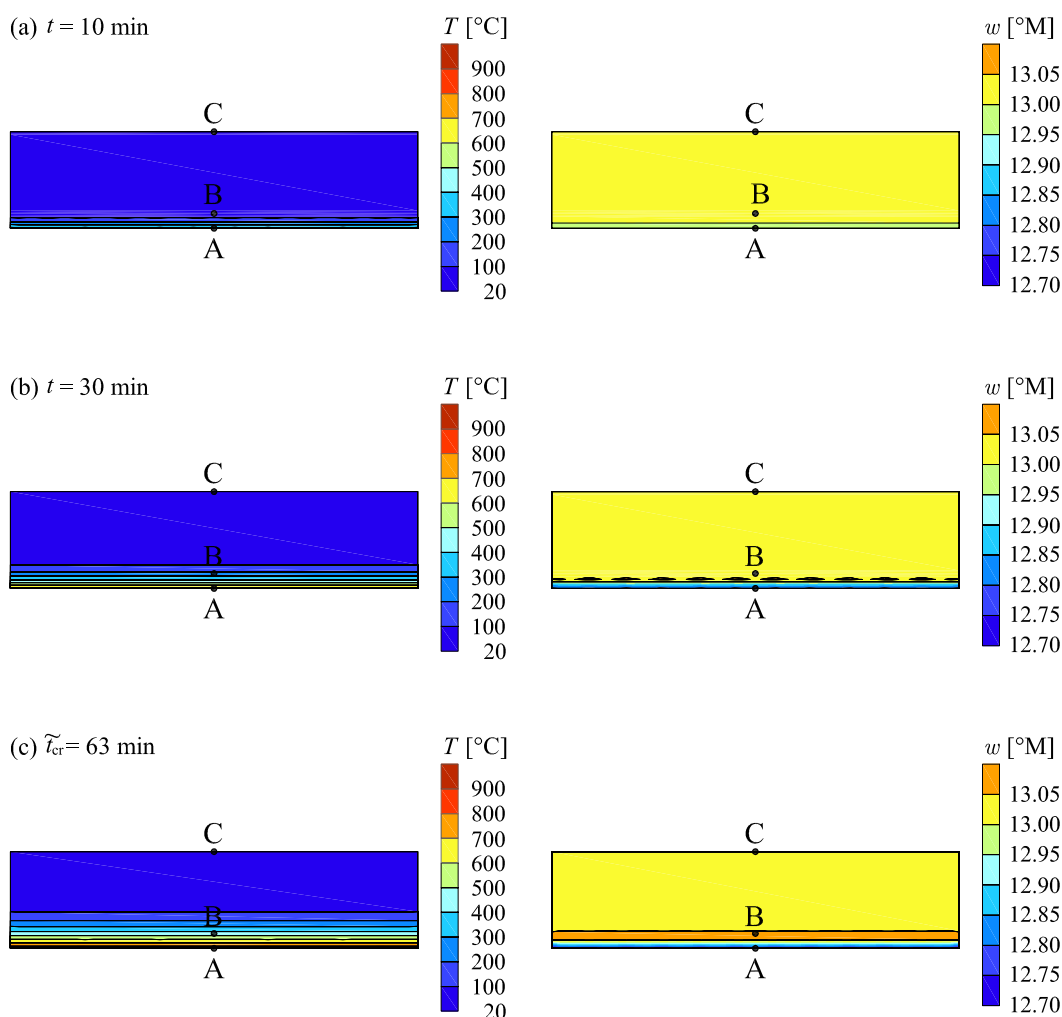 (a) t = 10 min
T [°C]
900
800
700
600
500
400
300
200
100
20
C
B
A
w [°M]
13.05
13.00
12.95
12.90
12.85
12.80
12.75
12.70
C
B
A
(b) t = 30 min
T [°C]
900
800
700
600
500
400
300
200
100
20
C
B
A
w [°M]
13.05
13.00
12.95
12.90
12.85
12.80
12.75
12.70
C
B
A
(c) t̃cr = 63 min
T [°C]
900
800
700
600
500
400
300
200
100
20
C
B
A
w [°M]
13.05
13.00
12.95
12.90
12.85
12.80
12.75
12.70
C
B
A